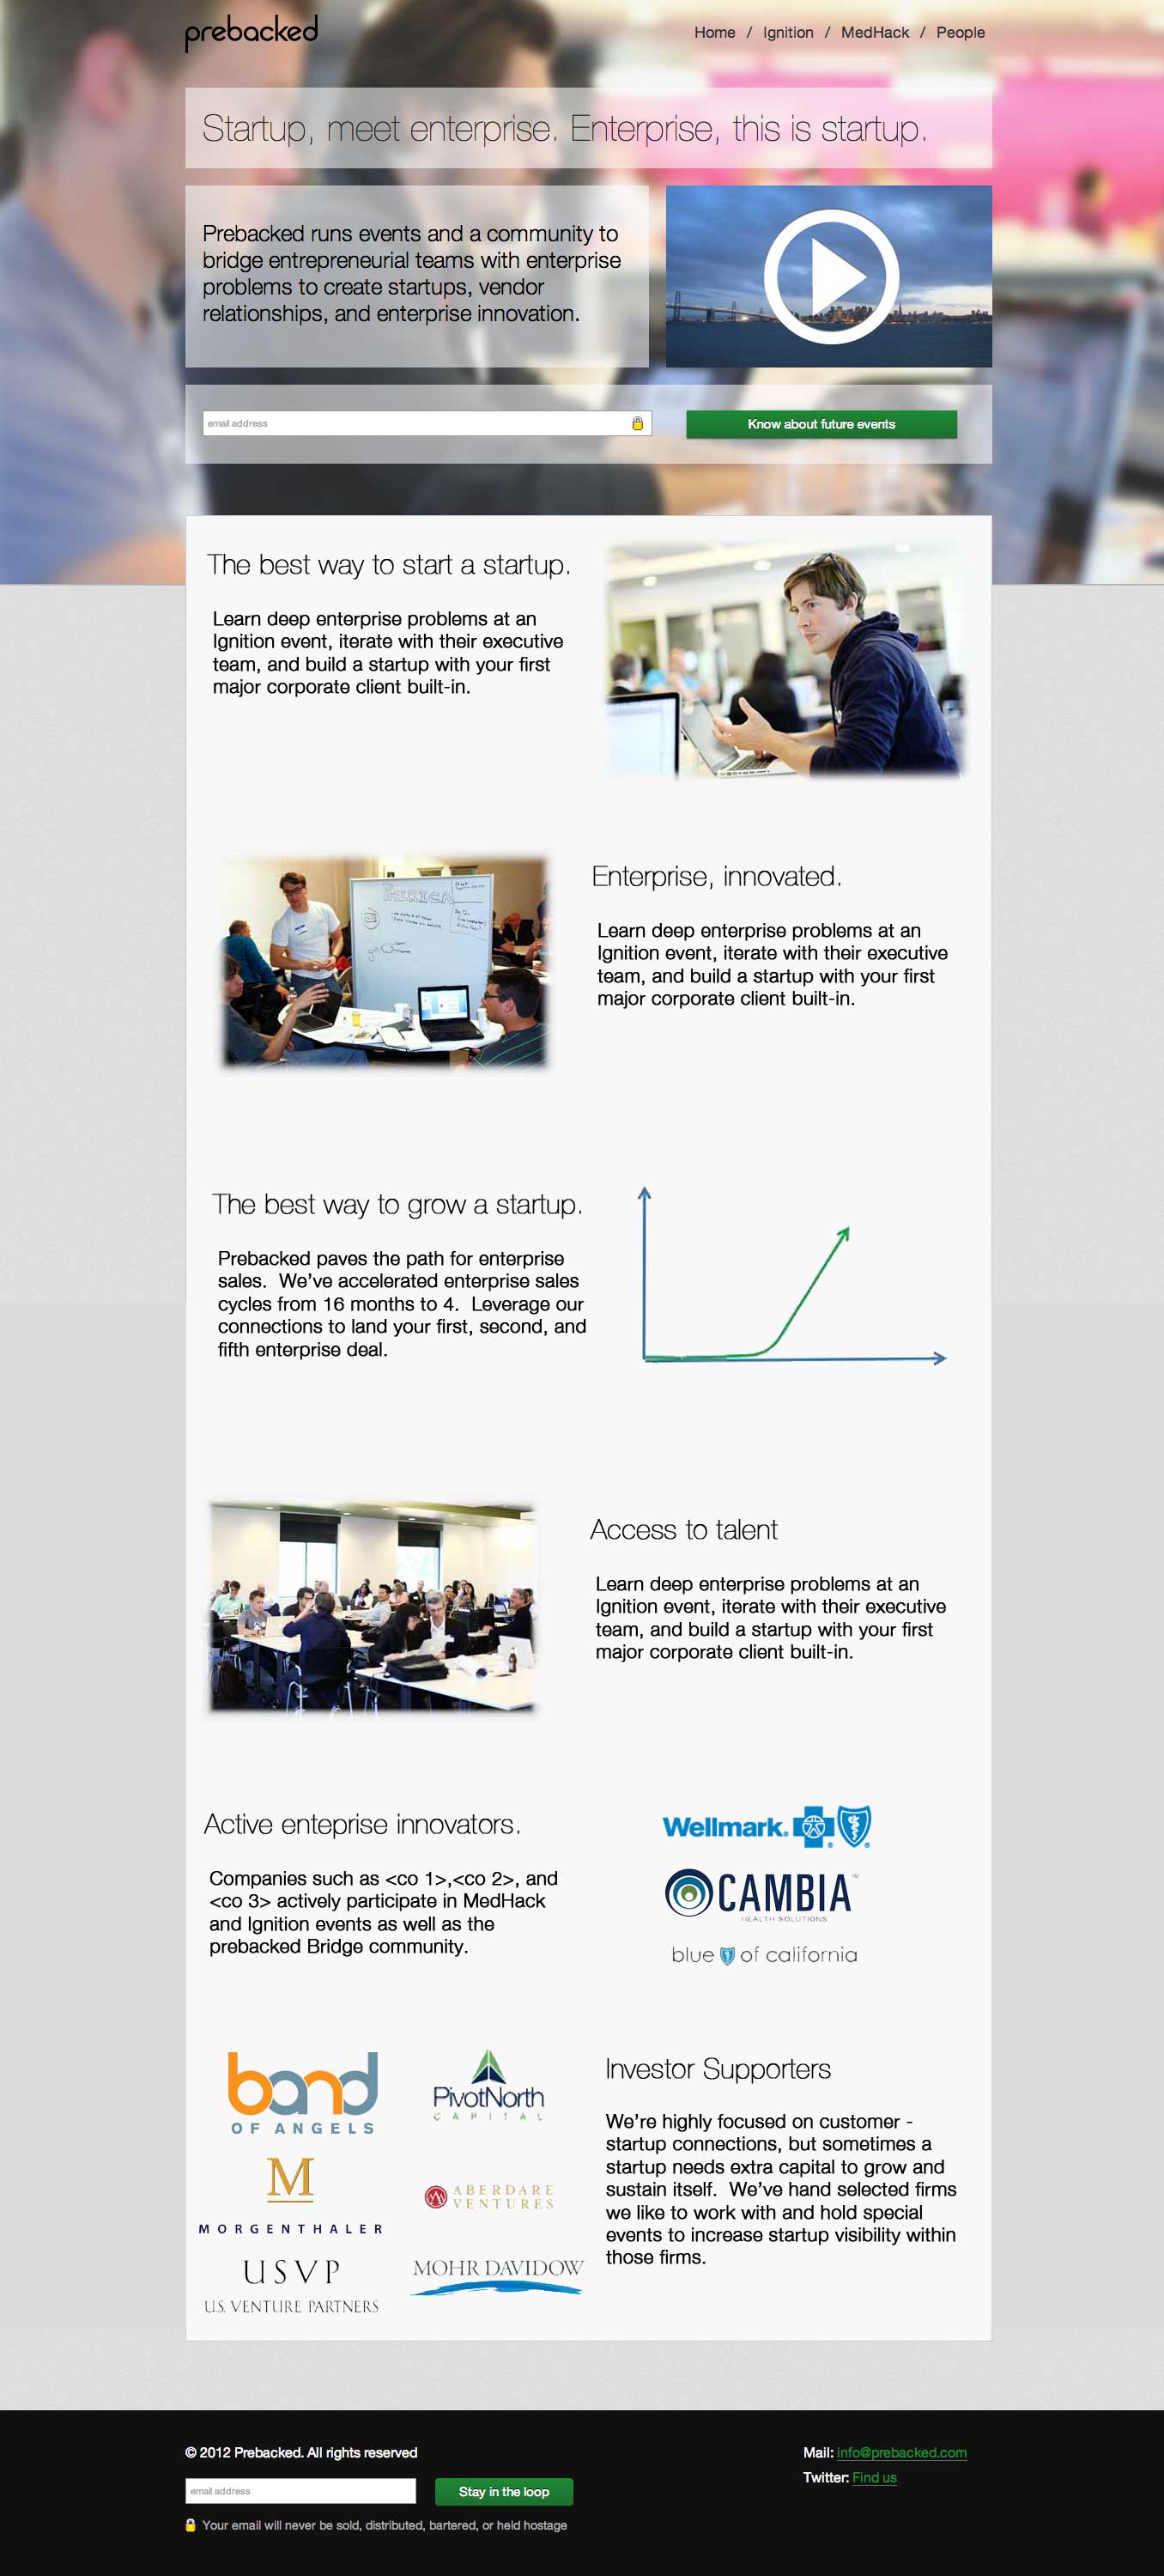 prebacked
Home / Ignition / MedHack / People
Startup, meet enterprise. Enterprise, this is startup.
Prebacked runs events and a community to
bridge entrepreneurial teams with enterprise
problems to create startups, vendor
relationships, and enterprise innovation.
email address
Know about future events
The best way to start a startup.
Learn deep enterprise problems at an
Ignition event, iterate with their executive
team, and build a startup with your first
major corporate client built-in.
Enterprise, innovated.
Learn deep enterprise problems at an
Ignition event, iterate with their executive
team, and build a startup with your first
major corporate client built-in.
The best way to grow a startup.
Prebacked paves the path for enterprise
sales.  We've accelerated enterprise sales
cycles from 16 months to 4.  Leverage our
connections to land your first, second, and
fifth enterprise deal.
Access to talent
Learn deep enterprise problems at an
Ignition event, iterate with their executive
team, and build a startup with your first
major corporate client built-in.
Active enteprise innovators.
Companies such as <co 1>,<co 2>, and
<co 3> actively participate in MedHack
and Ignition events as well as the
prebacked Bridge community.
Wellmark®
CAMBIA™
HEALTH SOLUTIONS
blue of california
band
OF ANGELS
PivotNorth
CAPITAL
M
MORGENTHALER
ABERDARE
VENTURES
USVP
U.S. VENTURE PARTNERS
MOHR DAVIDOW
Investor Supporters
We're highly focused on customer -
startup connections, but sometimes a
startup needs extra capital to grow and
sustain itself.  We've hand selected firms
we like to work with and hold special
events to increase startup visibility within
those firms.
© 2012 Prebacked. All rights reserved
email address
Stay in the loop
Your email will never be sold, distributed, bartered, or held hostage
Mail: info@prebacked.com
Twitter: Find us